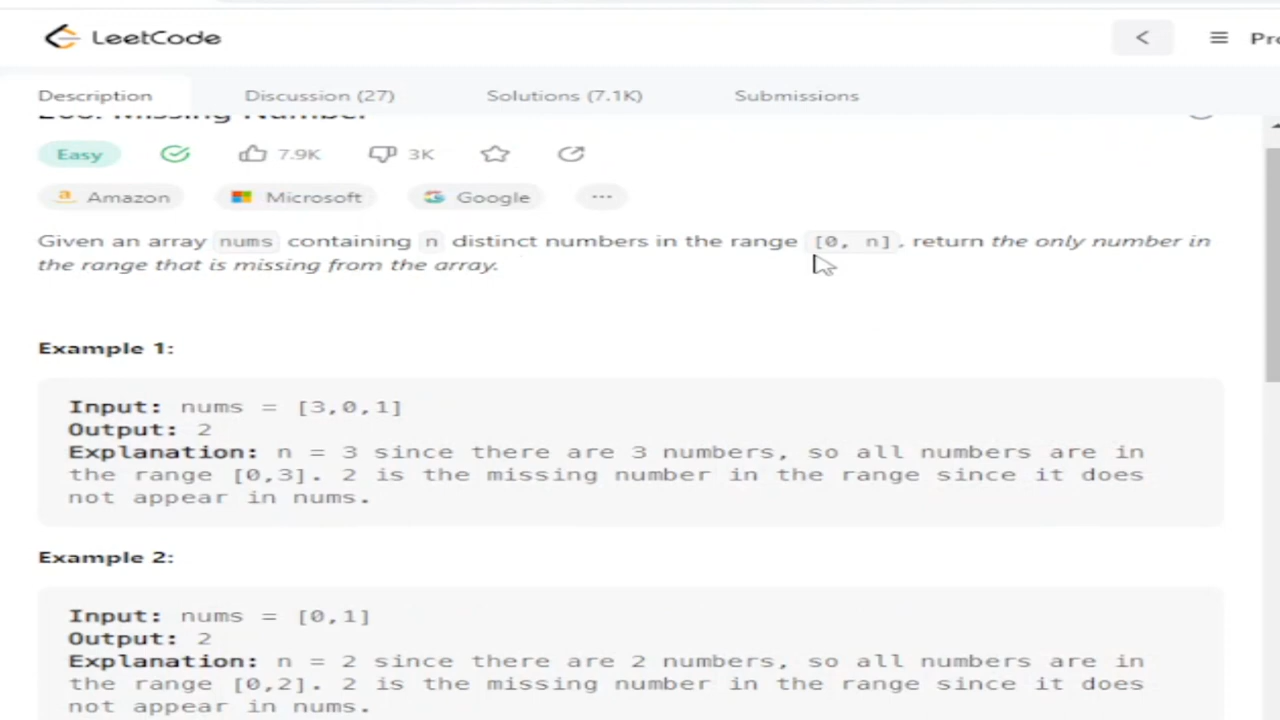 LeetCode
Description Discussion (27) Solutions (7.1K) Submissions
Missing Number
Easy 7.9K 3K
Amazon Microsoft Google ...
Given an array nums containing n distinct numbers in the range [0, n], return the only number in
the range that is missing from the array.
Example 1:
Input: nums = [3,0,1]
Output: 2
Explanation: n = 3 since there are 3 numbers, so all numbers are in
the range [0,3]. 2 is the missing number in the range since it does
not appear in nums.
Example 2:
Input: nums = [0,1]
Output: 2
Explanation: n = 2 since there are 2 numbers, so all numbers are in
the range [0,2]. 2 is the missing number in the range since it does
not appear in nums.